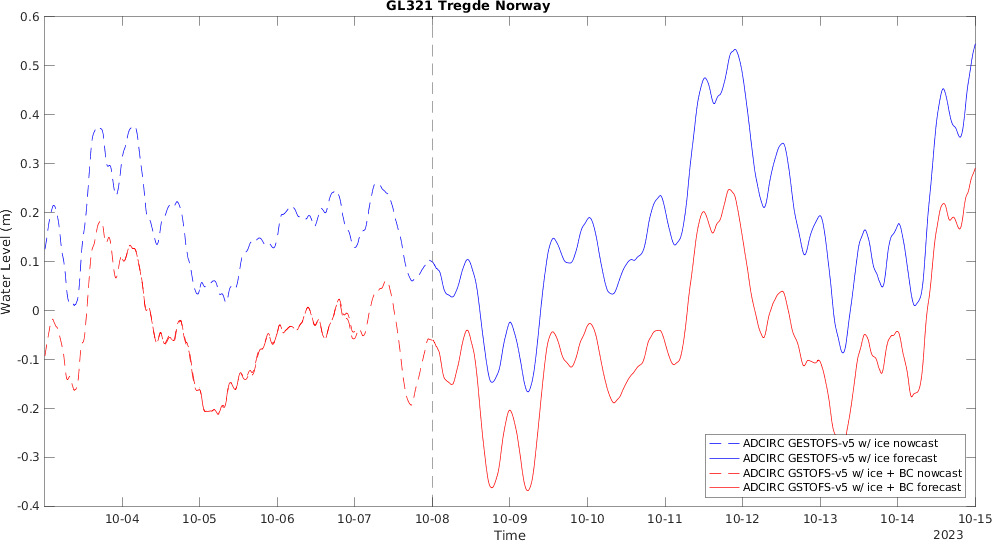 GL321 Tregde Norway
0.6
0.5
0.4
0.3
0.2
0.1
0
-0.1
-0.2
-0.3
-0.4
Water Level (m)
ADCIRC GESTOFS-v5 w/ ice nowcast
ADCIRC GESTOFS-v5 w/ ice forecast
ADCIRC GSTOFS-v5 w/ ice + BC nowcast
ADCIRC GSTOFS-v5 w/ ice + BC forecast
10-04 10-05 10-06 10-07 10-08 10-09 10-10 10-11 10-12 10-13 10-14 10-15
Time
2023